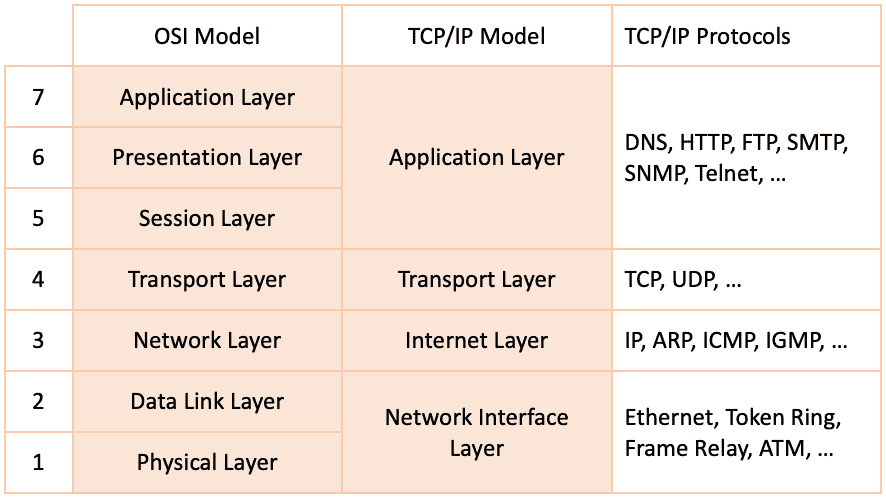 OSI Model TCP/IP Model TCP/IP Protocols
7 Application Layer
6 Presentation Layer
5 Session Layer
Application Layer
DNS, HTTP, FTP, SMTP,
SNMP, Telnet, ...
4 Transport Layer Transport Layer TCP, UDP, ...
3 Network Layer Internet Layer IP, ARP, ICMP, IGMP, ...
2 Data Link Layer
1 Physical Layer
Network Interface
Layer
Ethernet, Token Ring,
Frame Relay, ATM, ...